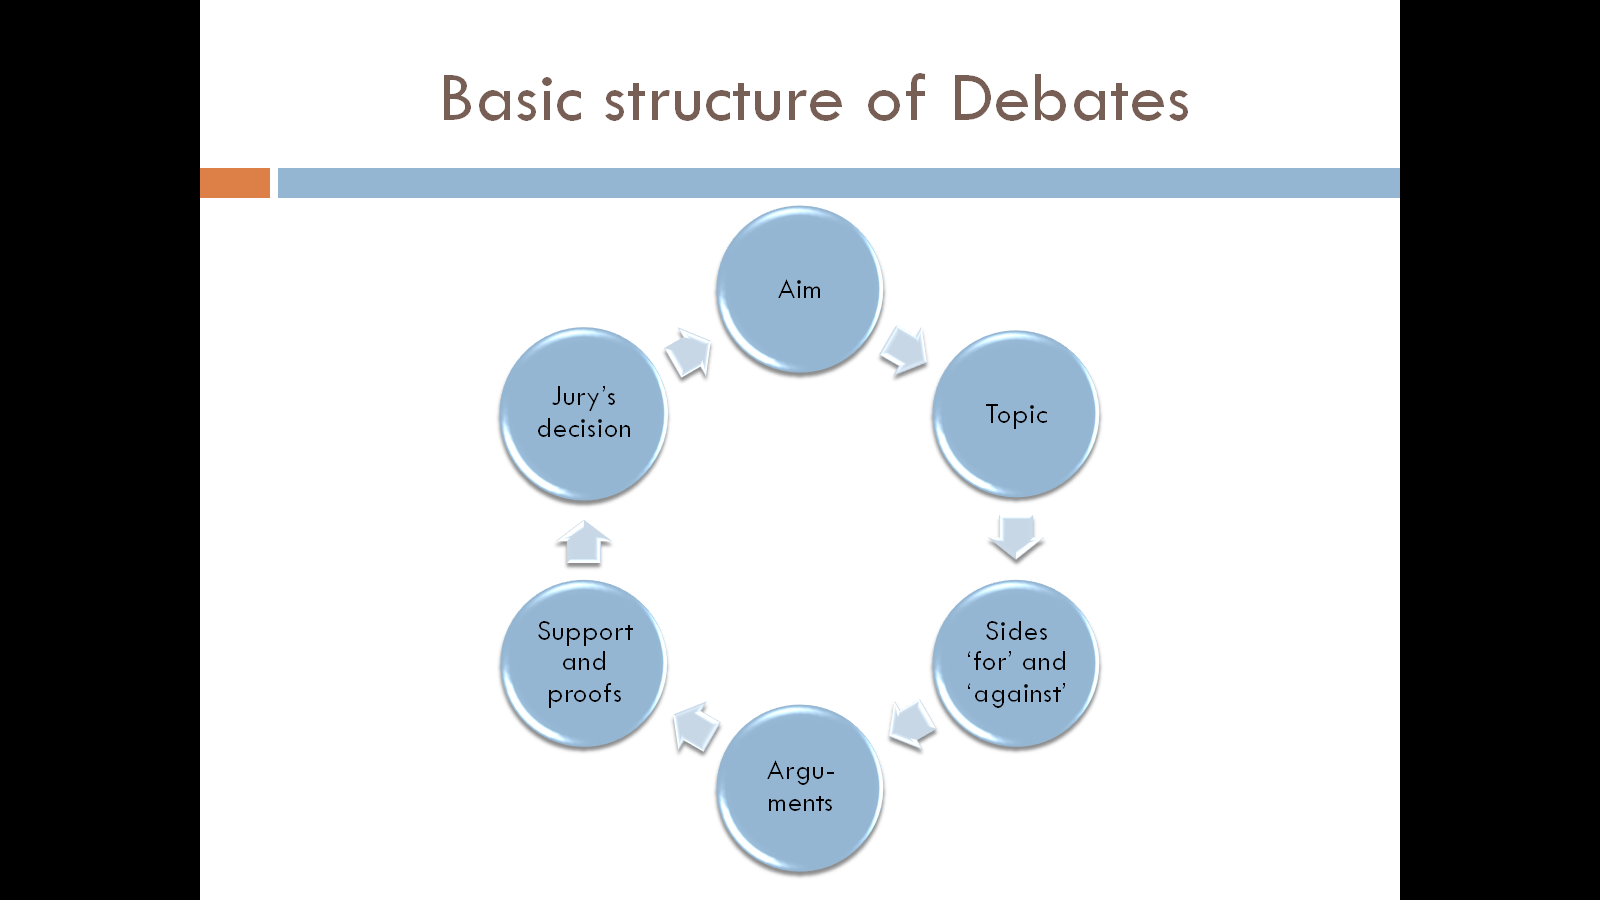 Basic structure of Debates
Aim
Topic
Sides
‘for’ and
‘against’
Argu-
ments
Support
and
proofs
Jury’s
decision